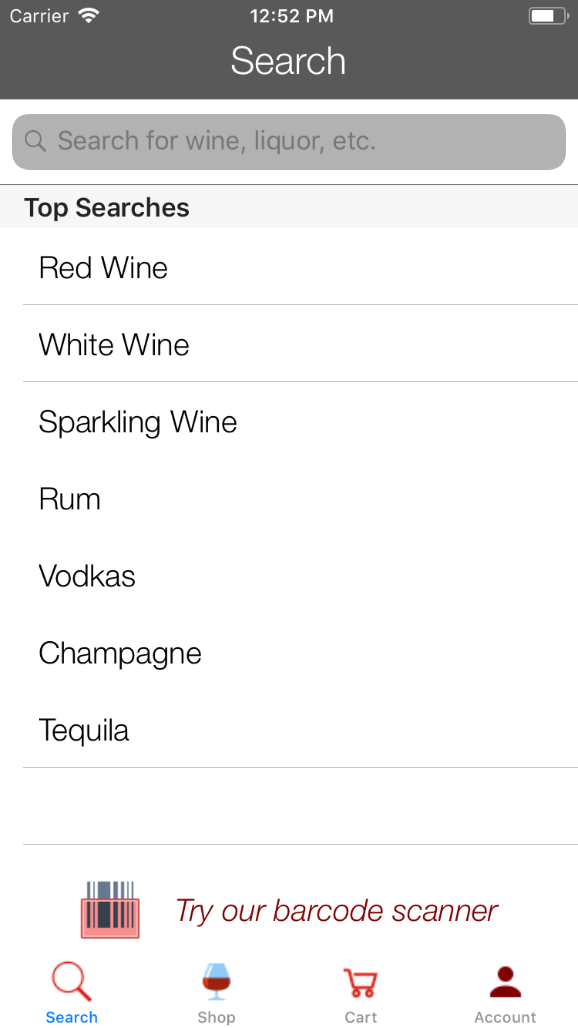 Carrier 12:52 PM
Search
Search for wine, liquor, etc.
Top Searches
Red Wine
White Wine
Sparkling Wine
Rum
Vodkas
Champagne
Tequila
Try our barcode scanner
Search Shop Cart Account